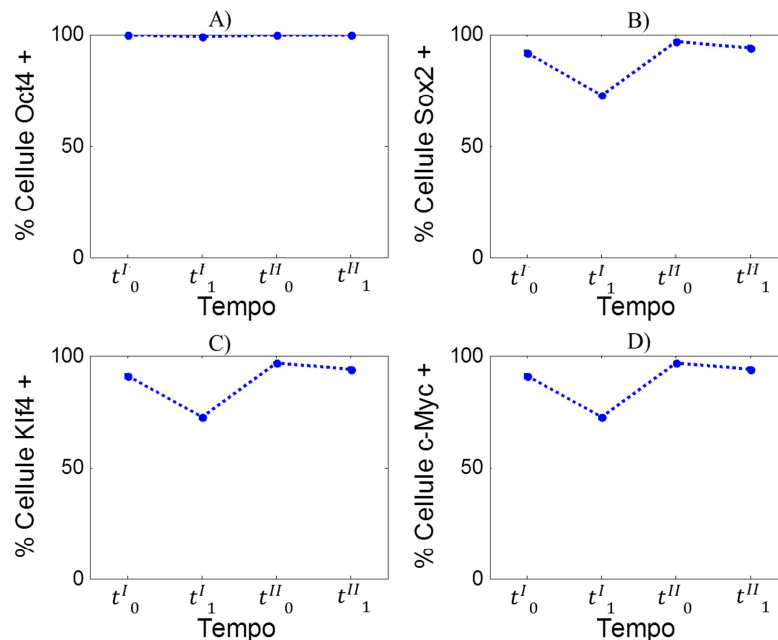 A)
% Cellule Oct4 +
100
50
0
t^I_0 t^I_1 t^II_0 t^II_1
Tempo
B)
% Cellule Sox2 +
100
50
0
t^I_0 t^I_1 t^II_0 t^II_1
Tempo
C)
% Cellule Klf4 +
100
50
0
t^I_0 t^I_1 t^II_0 t^II_1
Tempo
D)
% Cellule c-Myc +
100
50
0
t^I_0 t^I_1 t^II_0 t^II_1
Tempo